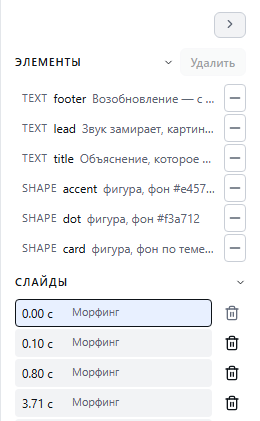 ЭЛЕМЕНТЫ Удалить
TEXT footer Возобновление — с ...
TEXT lead Звук замирает, картин...
TEXT title Объяснение, которое ...
SHAPE accent фигура, фон #e457...
SHAPE dot фигура, фон #f3a712
SHAPE card фигура, фон по теме...
СЛАЙДЫ
0.00 с Морфинг
0.10 с Морфинг
0.80 с Морфинг
3.71 с Морфинг